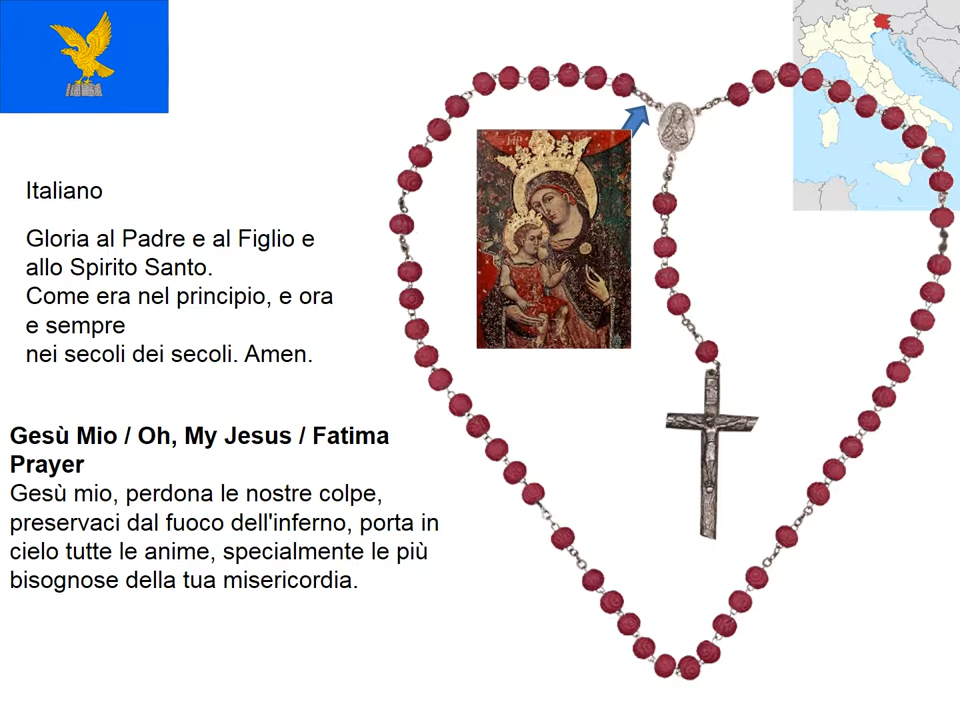 Italiano
Gloria al Padre e al Figlio e
allo Spirito Santo.
Come era nel principio, e ora
e sempre
nei secoli dei secoli. Amen.
Gesù Mio / Oh, My Jesus / Fatima
Prayer
Gesù mio, perdona le nostre colpe,
preservaci dal fuoco dell'inferno, porta in
cielo tutte le anime, specialmente le più
bisognose della tua misericordia.